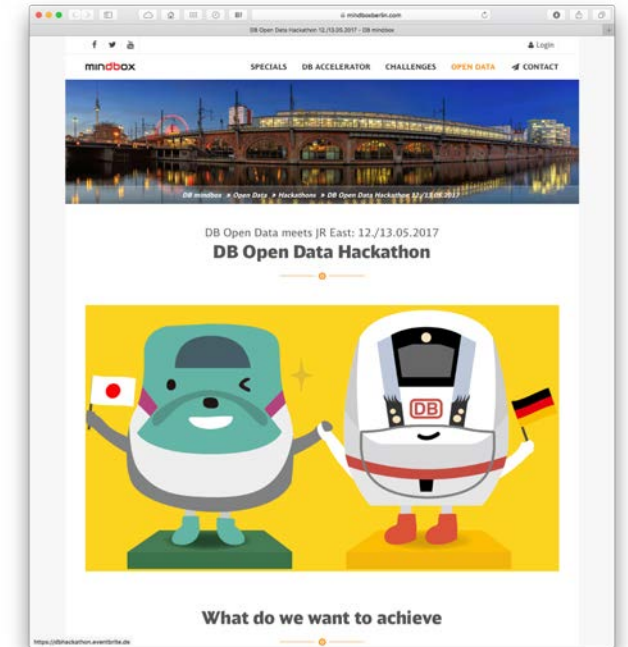 mindboxberlin.com
DB Open Data Hackathon 12./13.05.2017 - DB mindbox
Login
mindbox
SPECIALS DB ACCELERATOR CHALLENGES OPEN DATA CONTACT
DB mindbox » Open Data » Hackathons » DB Open Data Hackathon 12./13.05.2017
DB Open Data meets JR East: 12./13.05.2017
DB Open Data Hackathon
DB
What do we want to achieve
https://dbhackathon.eventbrite.de